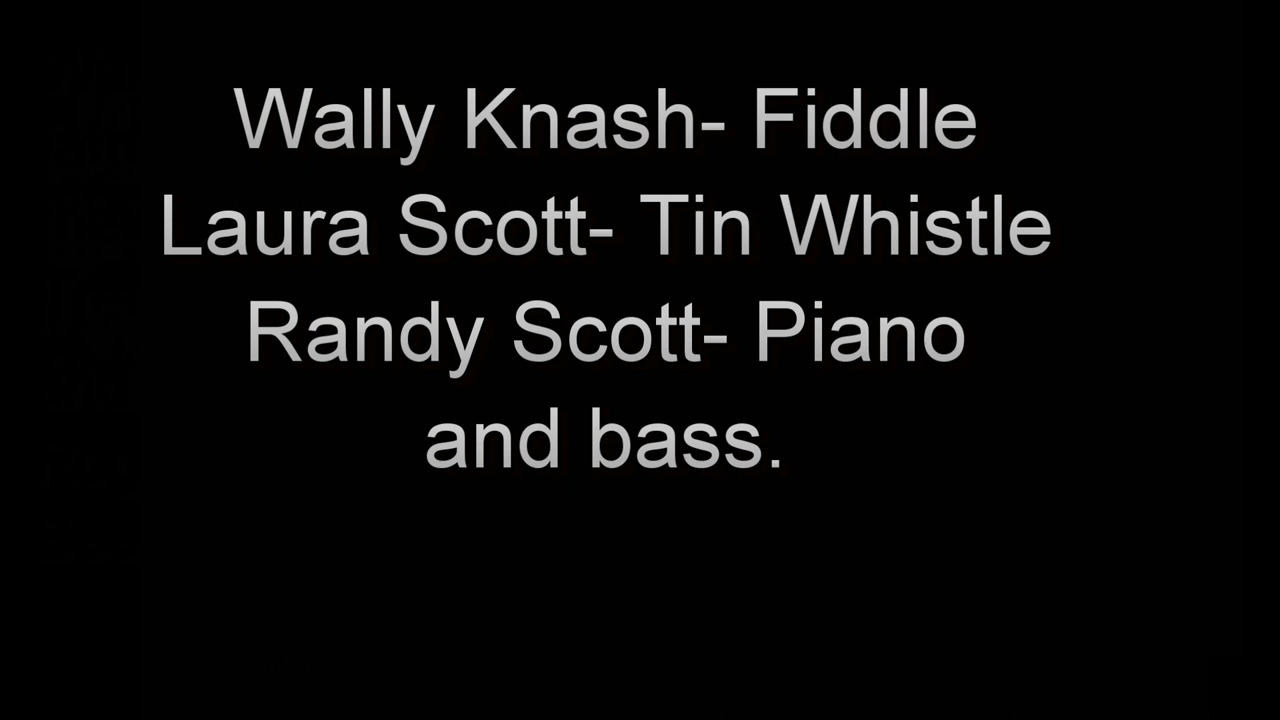 Wally Knash- Fiddle
Laura Scott- Tin Whistle
Randy Scott- Piano
and bass.